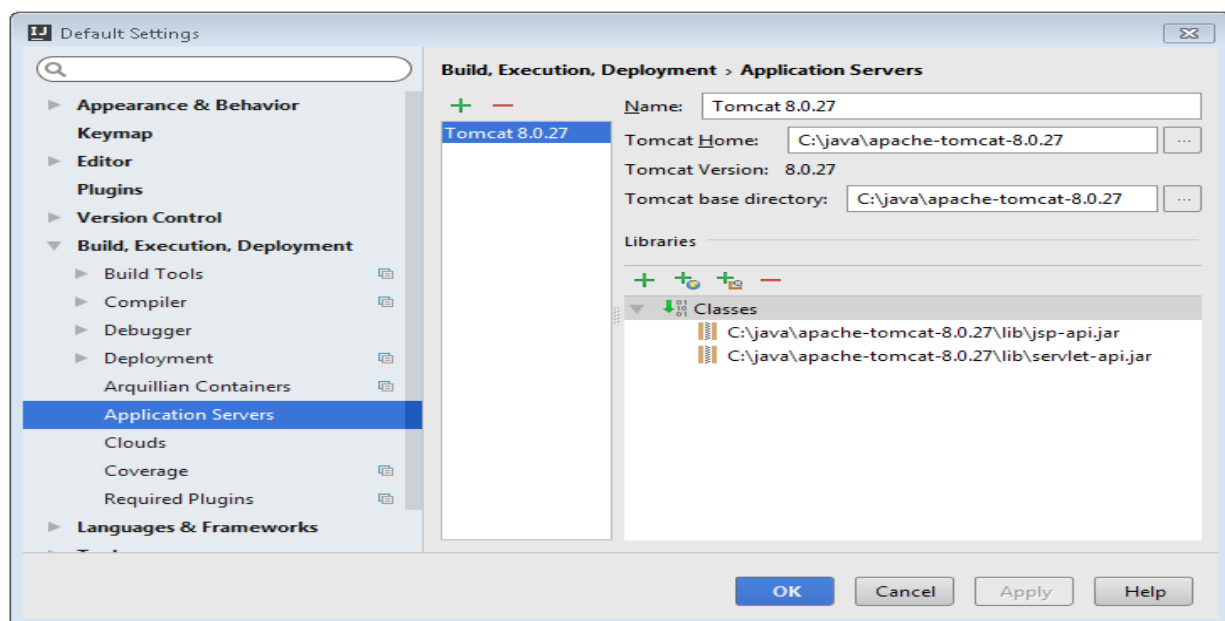 Default Settings
Appearance & Behavior
Keymap
Editor
Plugins
Version Control
Build, Execution, Deployment
Build Tools
Compiler
Debugger
Deployment
Arquillian Containers
Application Servers
Clouds
Coverage
Required Plugins
Languages & Frameworks
Build, Execution, Deployment › Application Servers
Tomcat 8.0.27
Name: Tomcat 8.0.27
Tomcat Home: C:\java\apache-tomcat-8.0.27 ...
Tomcat Version: 8.0.27
Tomcat base directory: C:\java\apache-tomcat-8.0.27 ...
Libraries
Classes
C:\java\apache-tomcat-8.0.27\lib\jsp-api.jar
C:\java\apache-tomcat-8.0.27\lib\servlet-api.jar
OK Cancel Apply Help